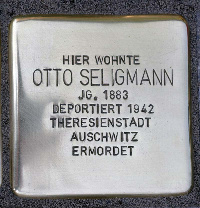 HIER WOHNTE
OTTO SELIGMANN
JG. 1883
DEPORTIERT 1942
THERESIENSTADT
AUSCHWITZ
ERMORDET